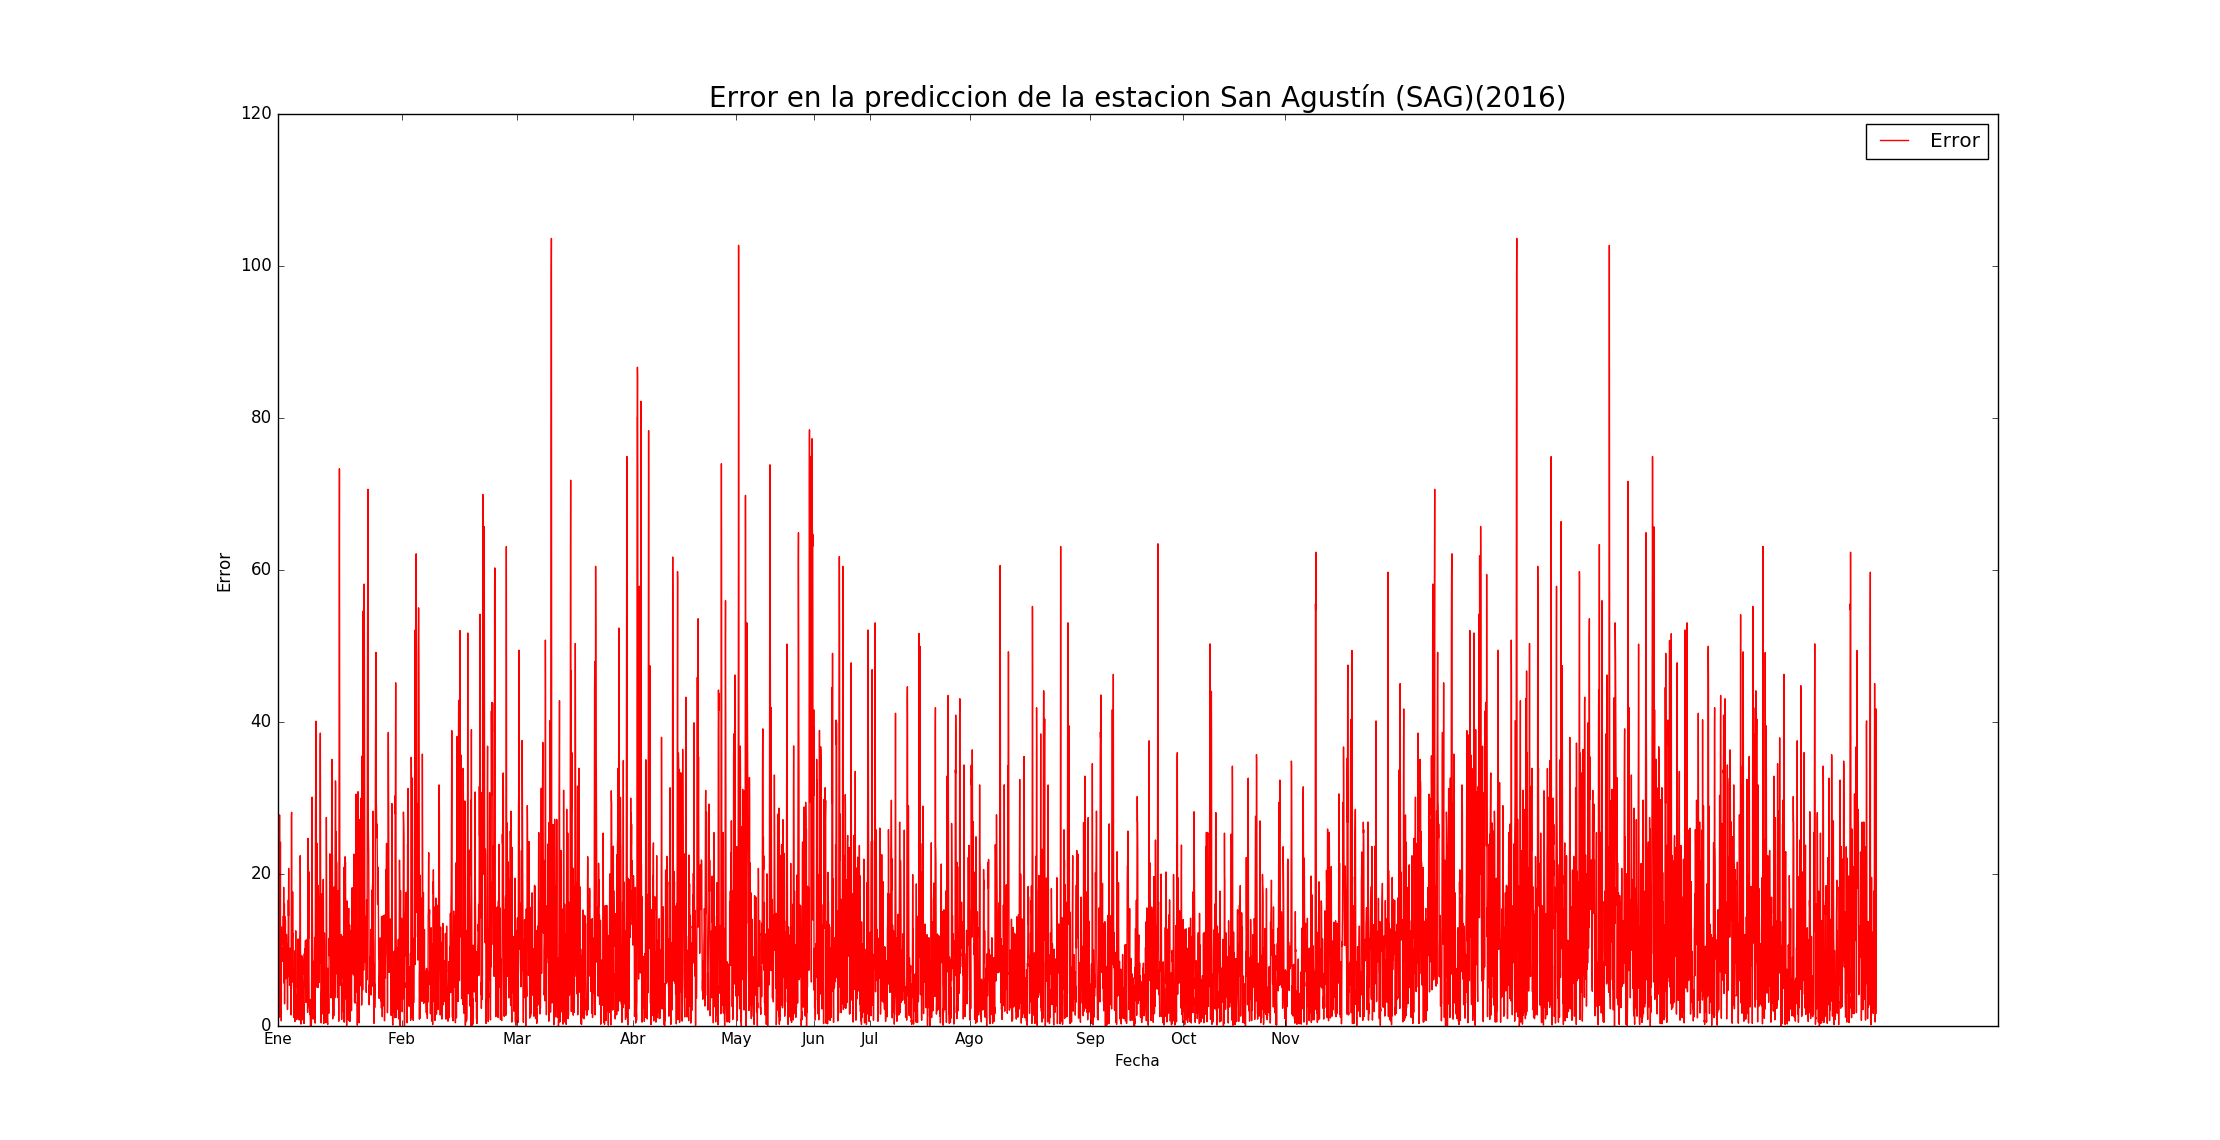 Error en la prediccion de la estacion San Agustín (SAG)(2016)
120
100
80
60
40
20
0
Error
Error
Ene Feb Mar Abr May Jun Jul Ago Sep Oct Nov
Fecha